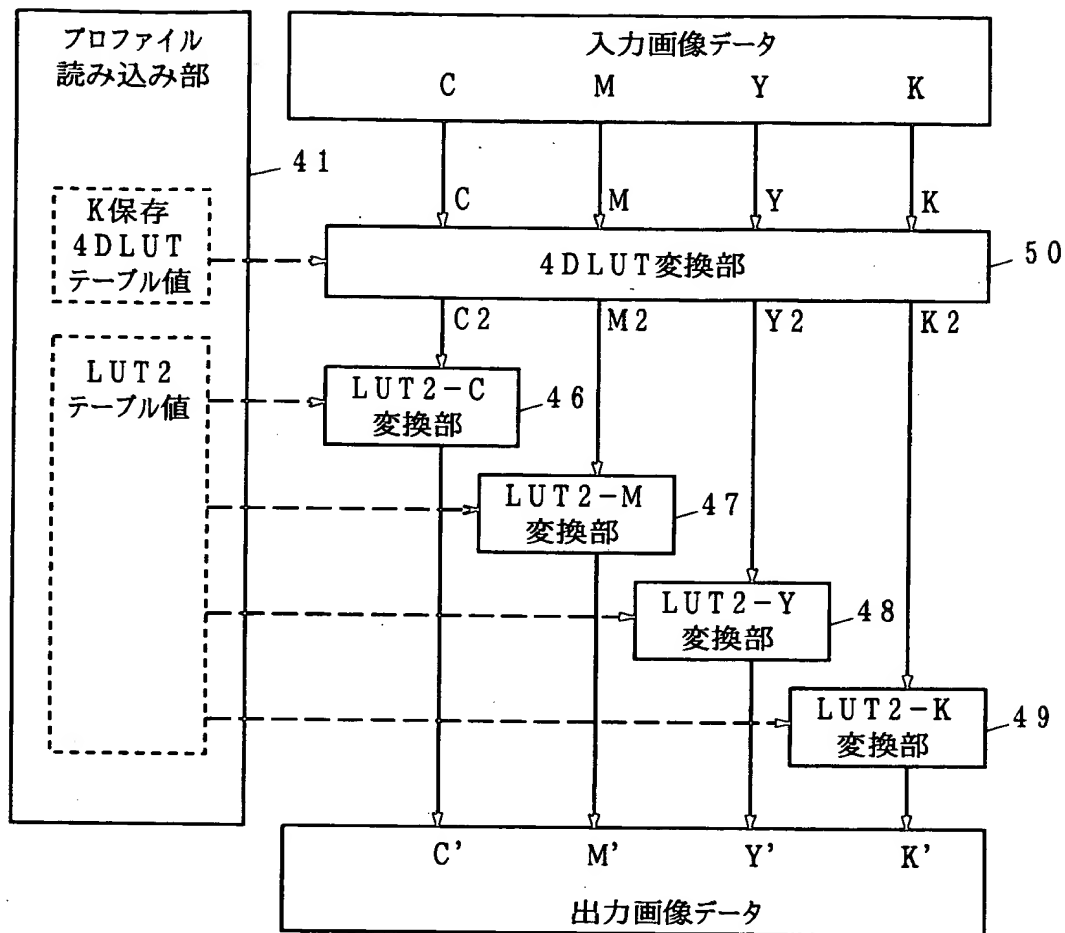 プロファイル
読み込み部
入力画像データ
C M Y K
41
C M Y K
K保存
4DLUT
テーブル値
4DLUT変換部
50
C2 M2 Y2 K2
LUT2
テーブル値
LUT2-C
変換部
46
LUT2-M
変換部
47
LUT2-Y
変換部
48
LUT2-K
変換部
49
C' M' Y' K'
出力画像データ